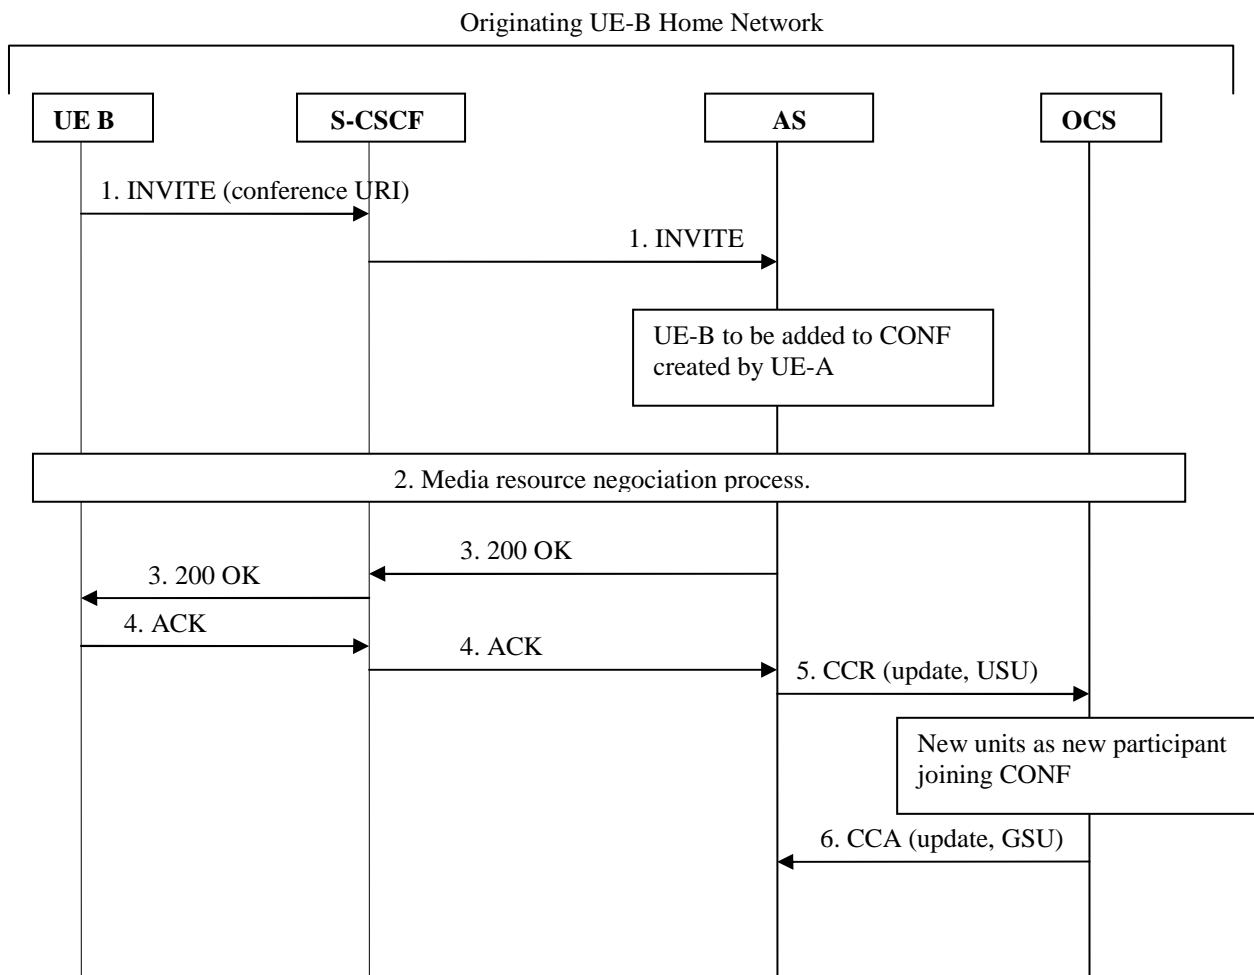 Originating UE-B Home Network
UE B
S-CSCF
AS
OCS
1. INVITE (conference URI)
1. INVITE
UE-B to be added to CONF
created by UE-A
2. Media resource negociation process.
3. 200 OK
3. 200 OK
4. ACK
4. ACK
5. CCR (update, USU)
New units as new participant
joining CONF
6. CCA (update, GSU)